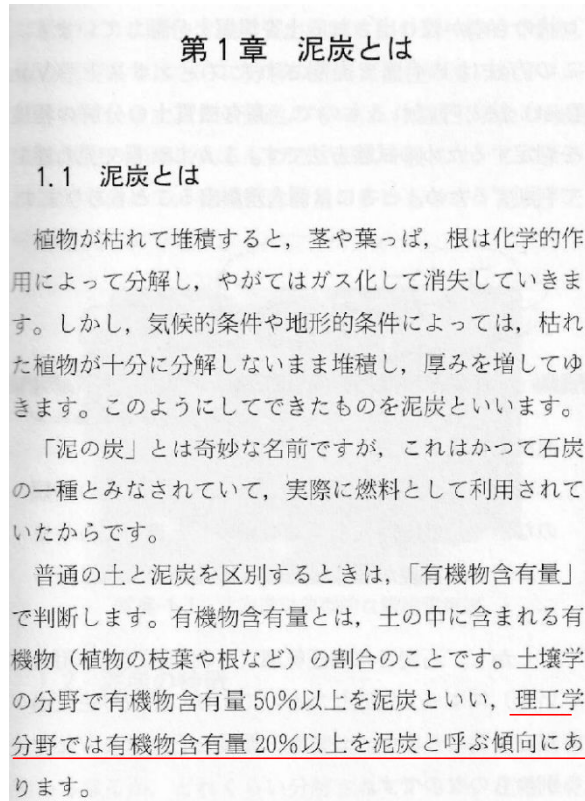 第1章　泥炭とは
1.1　泥炭とは
植物が枯れて堆積すると，茎や葉っぱ，根は化学的作
用によって分解し，やがてはガス化して消失していきま
す。しかし，気候的条件や地形的条件によっては，枯れ
た植物が十分に分解しないまま堆積し，厚みを増してゆ
きます。このようにしてできたものを泥炭といいます。
「泥の炭」とは奇妙な名前ですが，これはかつて石炭
の一種とみなされていて，実際に燃料として利用されて
いたからです。
普通の土と泥炭を区別するときは，「有機物含有量」
で判断します。有機物含有量とは，土の中に含まれる有
機物（植物の枝葉や根など）の割合のことです。土壌学
の分野で有機物含有量50％以上を泥炭といい，理工学
分野では有機物含有量20％以上を泥炭と呼ぶ傾向にあ
ります。